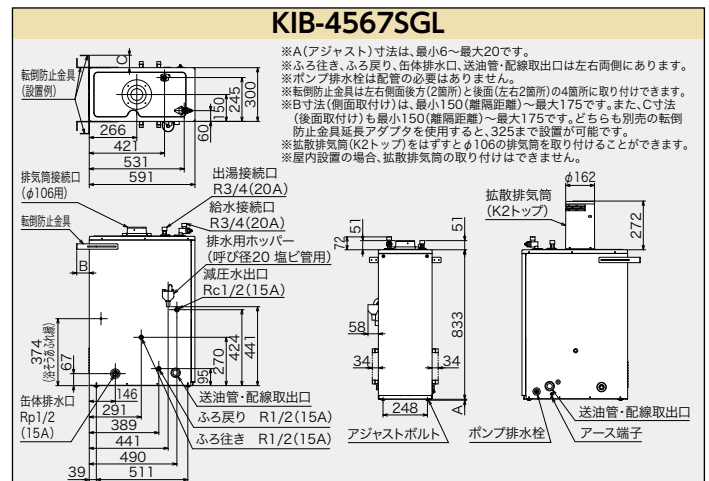 KIB-4567SGL
※A(アジャスト)寸法は、最小6〜最大20です。
※ふろ往き、ふろ戻り、缶体排水口、送油管・配線取出口は左右両側にあります。
※ポンプ排水栓は配管の必要はありません。
※転倒防止金具は左右側面後方(2箇所)と後面(左右2箇所)の4箇所に取り付けできます。
※B寸法(側面取付け)は、最小150(離隔距離)〜最大175です。また、C寸法
(後面取付け)も最小150(離隔距離)〜最大175です。どちらも別売の転倒
防止金具延長アダプタを使用すると、325まで設置が可能です。
※拡散排気筒(K2トップ)をはずすとφ106の排気筒を取り付けることができます。
※屋内設置の場合、拡散排気筒の取り付けはできません。
転倒防止金具
(設置例)
C
60
150
245
300
266
421
531
591
排気筒接続口
(φ106用)
転倒防止金具
出湯接続口
R3/4(20A)
給水接続口
R3/4(20A)
排水用ホッパー
(呼び径20 塩ビ管用)
減圧水出口
Rc1/2(15A)
B
374
(浴そうあふれ縁)
67
95
270
424
441
缶体排水口
Rp1/2
(15A)
146
291
389
441
490
39
511
送油管・配線取出口
ふろ戻り R1/2(15A)
ふろ往き R1/2(15A)
72
51
51
58
34
34
833
248
A
アジャストボルト
φ162
拡散排気筒
(K2トップ)
272
送油管・配線取出口
ポンプ排水栓
アース端子